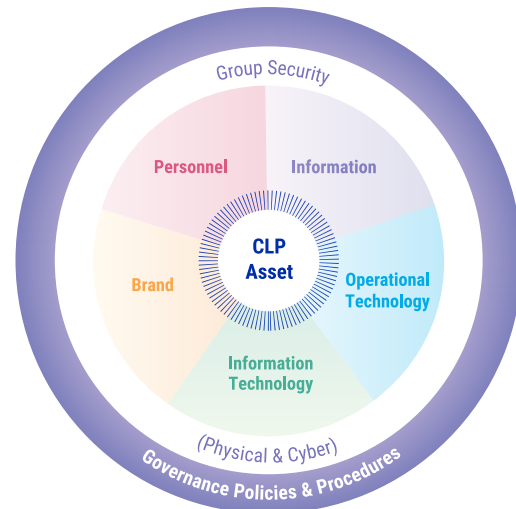 Group Security
Personnel
Information
CLP
Asset
Brand
Operational
Technology
Information
Technology
(Physical & Cyber)
Governance Policies & Procedures